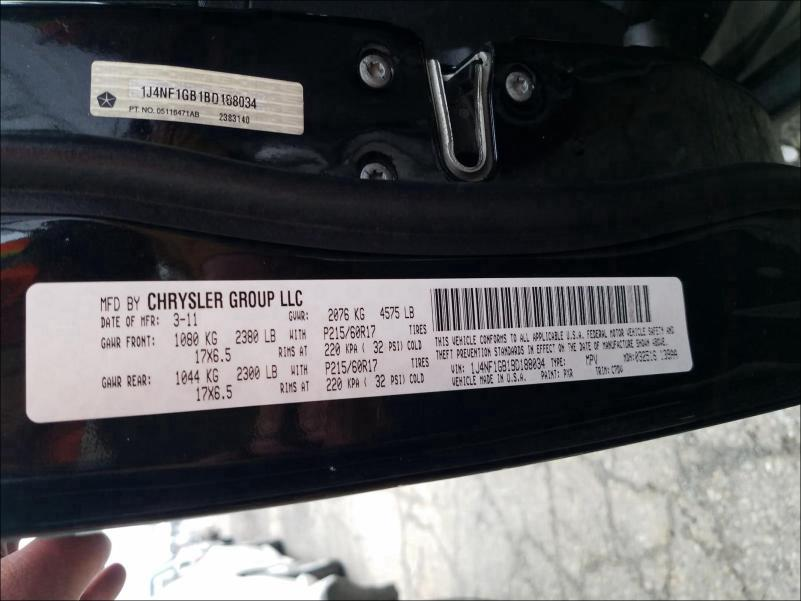 1J4NF1GB1BD188034
PT. NO. 05116471AB 2383140
MFD BY CHRYSLER GROUP LLC
DATE OF MFR: 3-11 GVWR: 2076 KG 4575 LB
GAWR FRONT: 1080 KG 2380 LB WITH P215/60R17 TIRES
17X6.5 RIMS AT 220 KPA ( 32 PSI) COLD
GAWR REAR: 1044 KG 2300 LB WITH P215/60R17 TIRES
17X6.5 RIMS AT 220 KPA ( 32 PSI) COLD
THIS VEHICLE CONFORMS TO ALL APPLICABLE U.S.A. FEDERAL MOTOR VEHICLE SAFETY AND
THEFT PREVENTION STANDARDS IN EFFECT ON THE DATE OF MANUFACTURE SHOWN ABOVE.
VIN: 1J4NF1GB1BD188034 TYPE: MPV MDH: 032516
VEHICLE MADE IN U.S.A. PAINT: PXR TRIM: